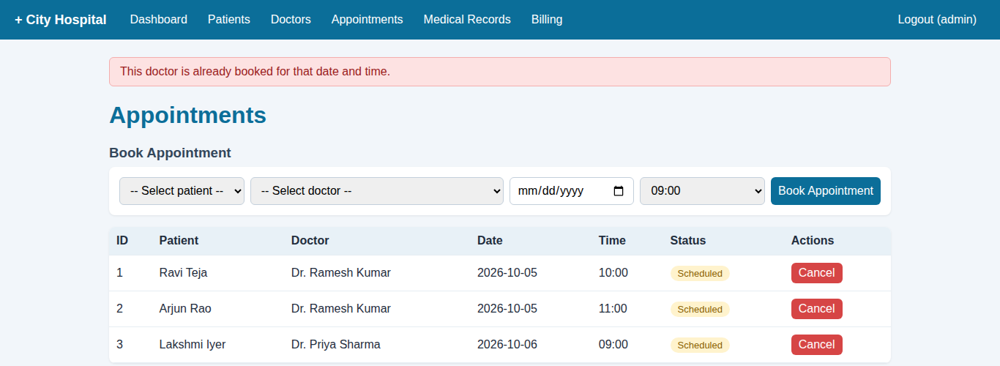 + City Hospital Dashboard Patients Doctors Appointments Medical Records Billing Logout (admin)
This doctor is already booked for that date and time.
Appointments
Book Appointment
-- Select patient -- -- Select doctor -- mm/dd/yyyy 09:00 Book Appointment
ID Patient Doctor Date Time Status Actions
1 Ravi Teja Dr. Ramesh Kumar 2026-10-05 10:00 Scheduled Cancel
2 Arjun Rao Dr. Ramesh Kumar 2026-10-05 11:00 Scheduled Cancel
3 Lakshmi Iyer Dr. Priya Sharma 2026-10-06 09:00 Scheduled Cancel